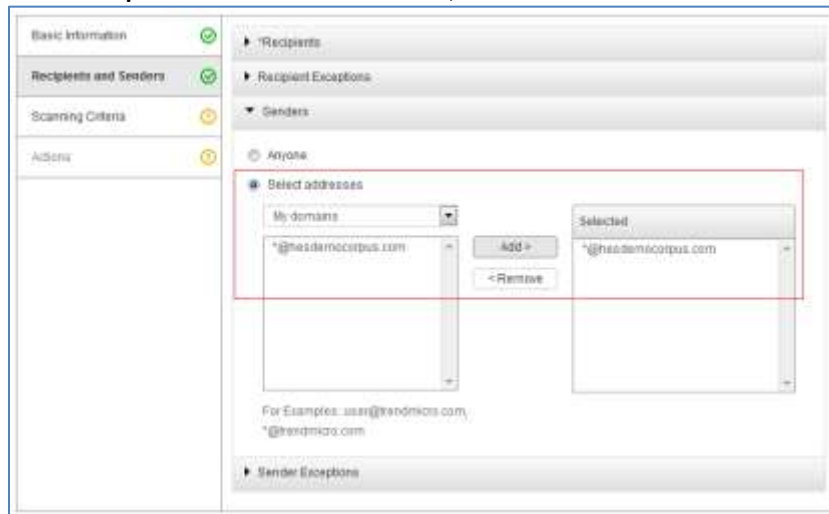 Basic Information
Recipients and Senders
Scanning Criteria
Actions
*Recipients
Recipient Exceptions
Senders
Anyone
Select addresses
My domains
*@hesdemocorpus.com
Add >
< Remove
Selected
*@hesdemocorpus.com
For Examples: user@trendmicro.com,
*@trendmicro.com
Sender Exceptions